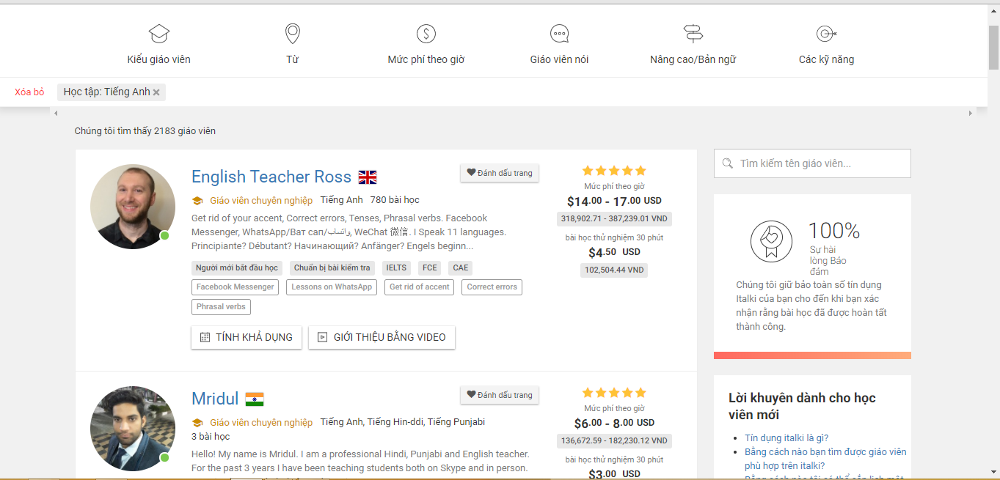 Kiểu giáo viên
Từ
Mức phí theo giờ
Giáo viên nói
Nâng cao/Bản ngữ
Các kỹ năng
Xóa bỏ
Học tập: Tiếng Anh
Chúng tôi tìm thấy 2183 giáo viên
English Teacher Ross
Đánh dấu trang
Giáo viên chuyên nghiệp Tiếng Anh 780 bài học
Get rid of your accent, Correct errors, Tenses, Phrasal verbs. Facebook
Messenger, WhatsApp/Ват сап/واتساب, WeChat 微信. I Speak 11 languages.
Principiante? Débutant? Начинающий? Anfänger? Engels beginn...
Người mới bắt đầu học
Chuẩn bị bài kiểm tra
IELTS
FCE
CAE
Facebook Messenger
Lessons on WhatsApp
Get rid of accent
Correct errors
Phrasal verbs
TÍNH KHẢ DỤNG
GIỚI THIỆU BẰNG VIDEO
Mức phí theo giờ
$14.00 - 17.00 USD
318,902.71 - 387,239.01 VND
bài học thử nghiệm 30 phút
$4.50 USD
102,504.44 VND
Mridul
Đánh dấu trang
Giáo viên chuyên nghiệp Tiếng Anh, Tiếng Hin-ddi, Tiếng Punjabi
3 bài học
Hello! My name is Mridul. I am a professional Hindi, Punjabi and English teacher.
For the past 3 years I have been teaching students both on Skype and in person.
Mức phí theo giờ
$6.00 - 8.00 USD
136,672.59 - 182,230.12 VND
bài học thử nghiệm 30 phút
$3.00 USD
Tìm kiếm tên giáo viên...
100%
Sự hài
lòng Bảo
đảm
Chúng tôi giữ bảo toàn số tín dụng
Italki của bạn cho đến khi bạn xác
nhận rằng bài học đã được hoàn tất
thành công.
Lời khuyên dành cho học
viên mới
Tín dụng italki là gì?
Bằng cách nào bạn tìm được giáo viên
phù hợp trên italki?
Bằng cách nào tôi có thể sắp lịch một